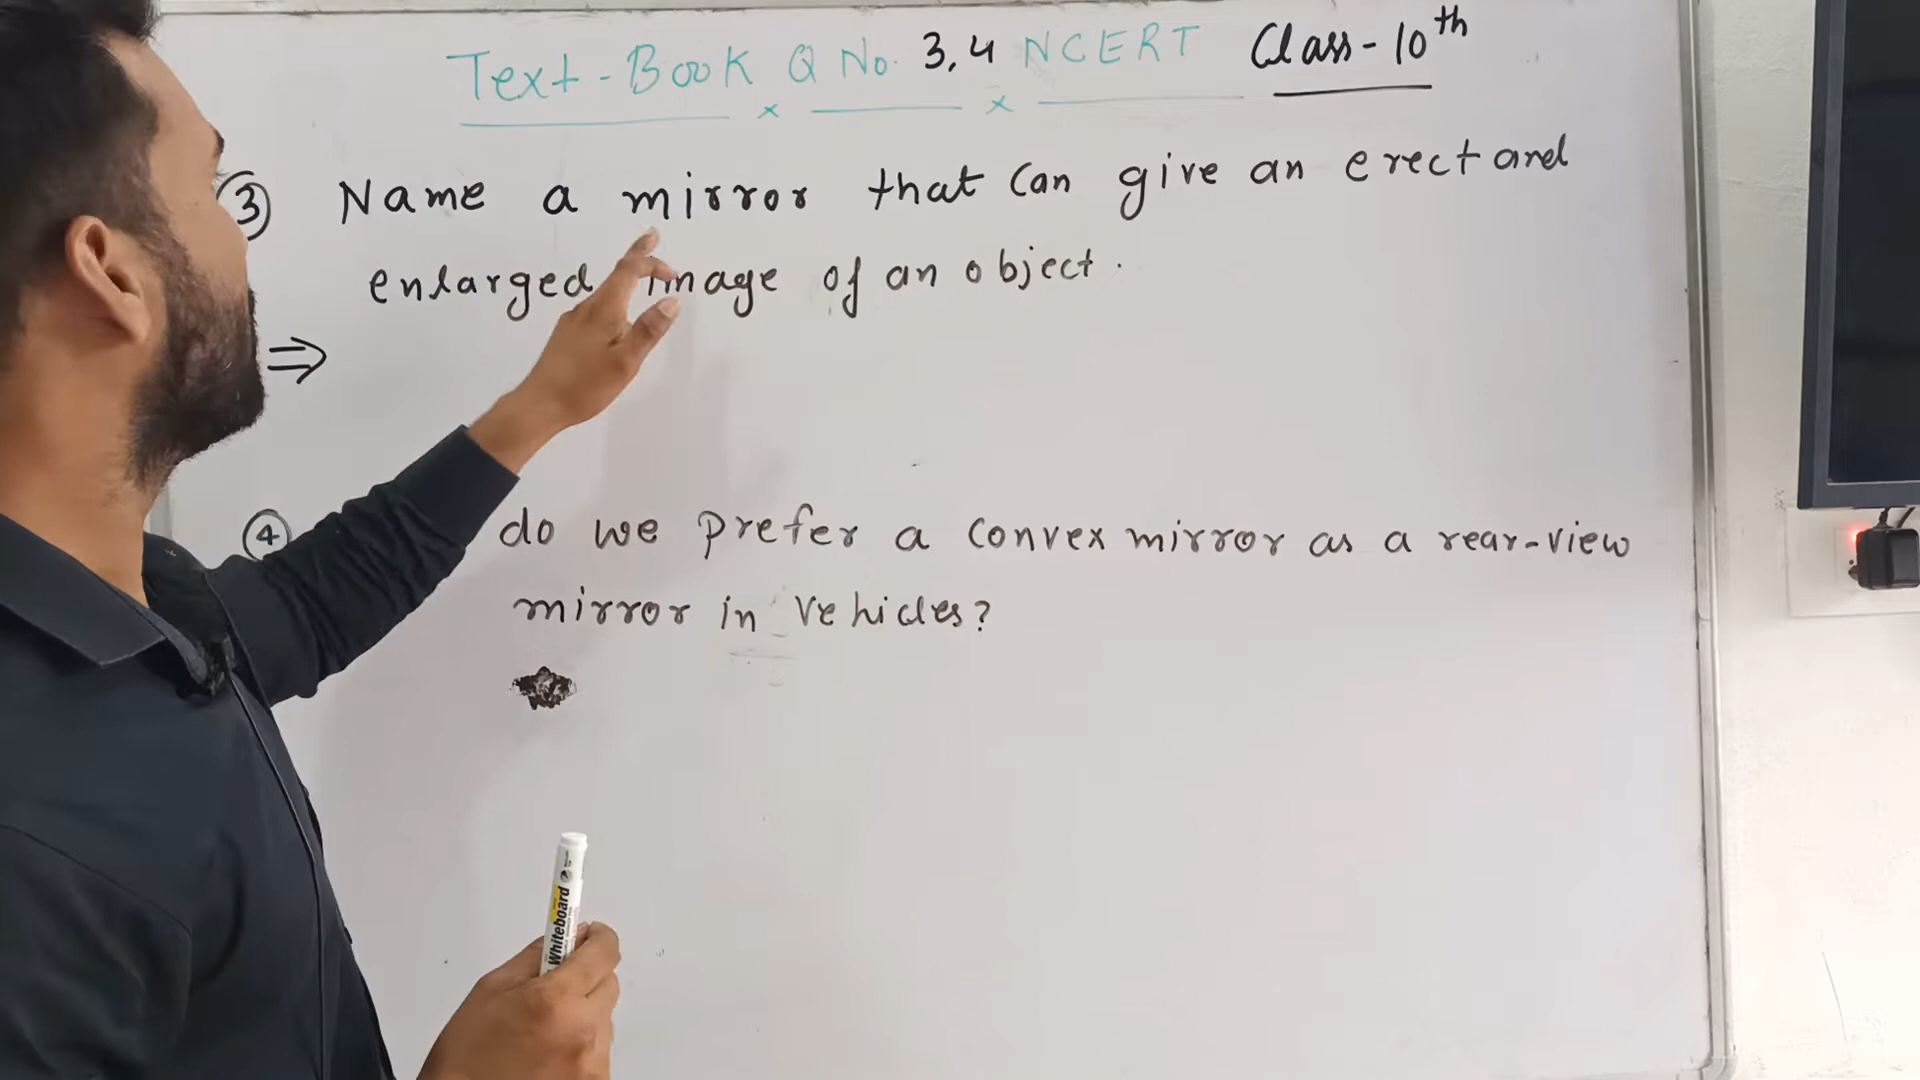 Text-Book Q No. 3,4 NCERT Class-10th
③ Name a mirror that can give an erect and
enlarged image of an object.
⇒
④ do we prefer a convex mirror as a rear-view
mirror in vehicles?
Whiteboard